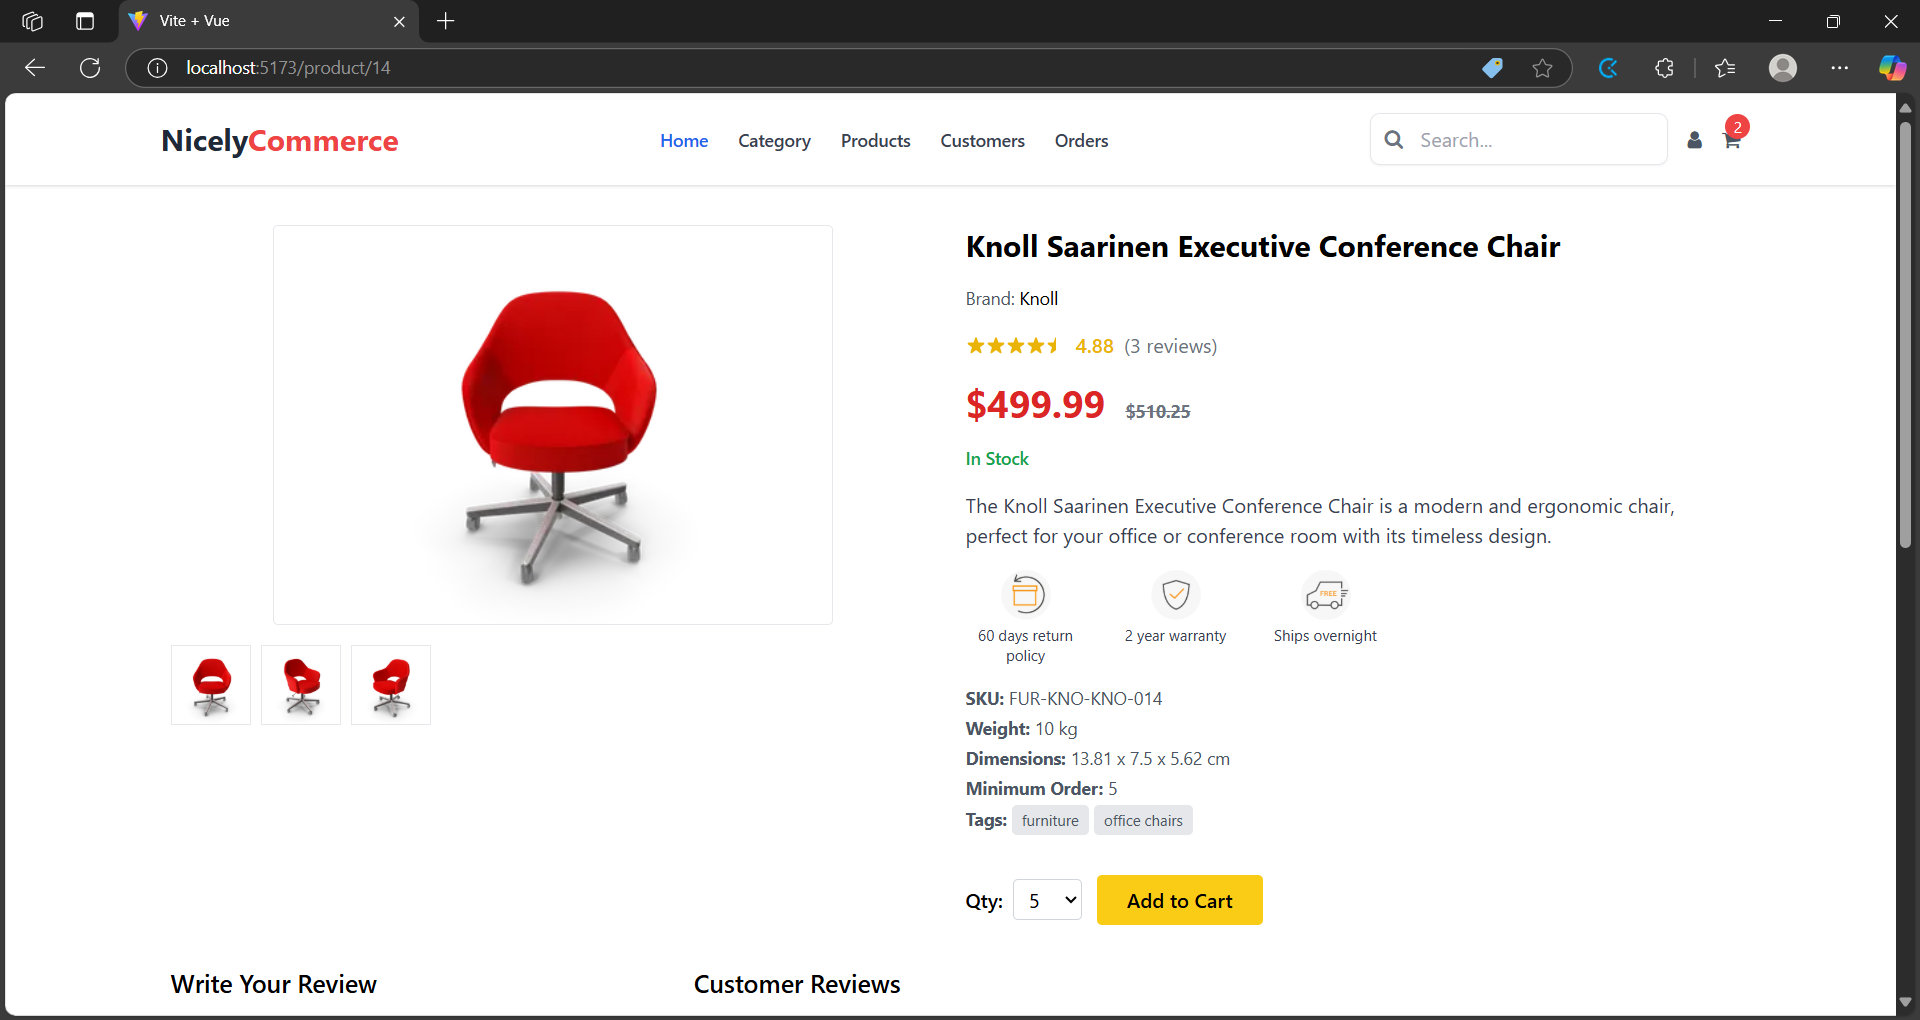 Vite + Vue
localhost:5173/product/14
NicelyCommerce
Home Category Products Customers Orders
Search...
2
Knoll Saarinen Executive Conference Chair
Brand: Knoll
4.88 (3 reviews)
$499.99 $510.25
In Stock
The Knoll Saarinen Executive Conference Chair is a modern and ergonomic chair,
perfect for your office or conference room with its timeless design.
FREE
60 days return
policy
2 year warranty
Ships overnight
SKU: FUR-KNO-KNO-014
Weight: 10 kg
Dimensions: 13.81 x 7.5 x 5.62 cm
Minimum Order: 5
Tags: furniture office chairs
Qty: 5 Add to Cart
Write Your Review
Customer Reviews